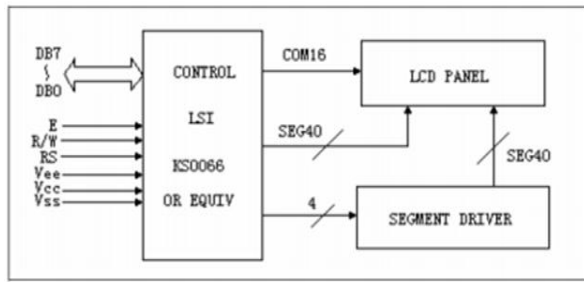 DB7
~
DB0
E
R/W
RS
Vee
Vcc
Vss
CONTROL
LSI
KS0066
OR EQUIV
COM16
SEG40
4
LCD PANEL
SEG40
SEGMENT DRIVER